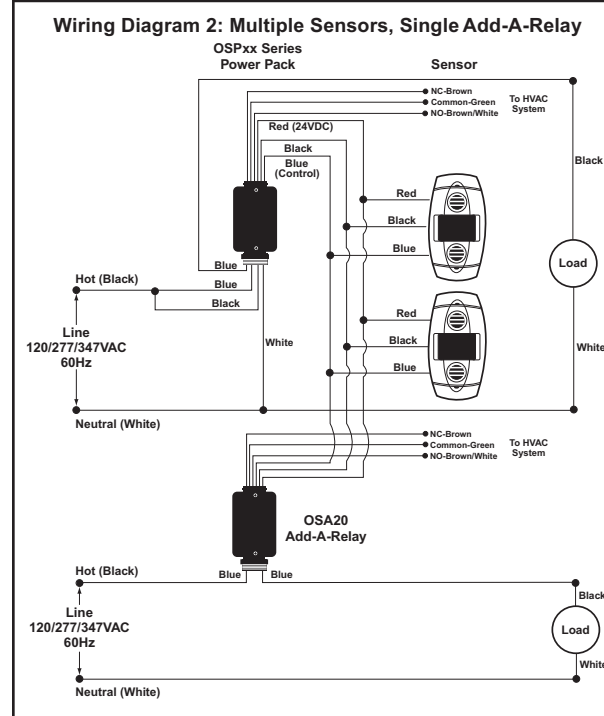 Wiring Diagram 2: Multiple Sensors, Single Add-A-Relay
OSPxx Series
Power Pack
Sensor
NC-Brown
Common-Green
NO-Brown/White
To HVAC
System
Red (24VDC)
Black
Blue
(Control)
Black
Red
Black
Blue
Load
Blue
Hot (Black)
Blue
Black
Line
120/277/347VAC
60Hz
White
Red
Black
Blue
White
Neutral (White)
NC-Brown
Common-Green
NO-Brown/White
To HVAC
System
OSA20
Add-A-Relay
Hot (Black)
Blue
Blue
Black
Line
120/277/347VAC
60Hz
Load
White
Neutral (White)